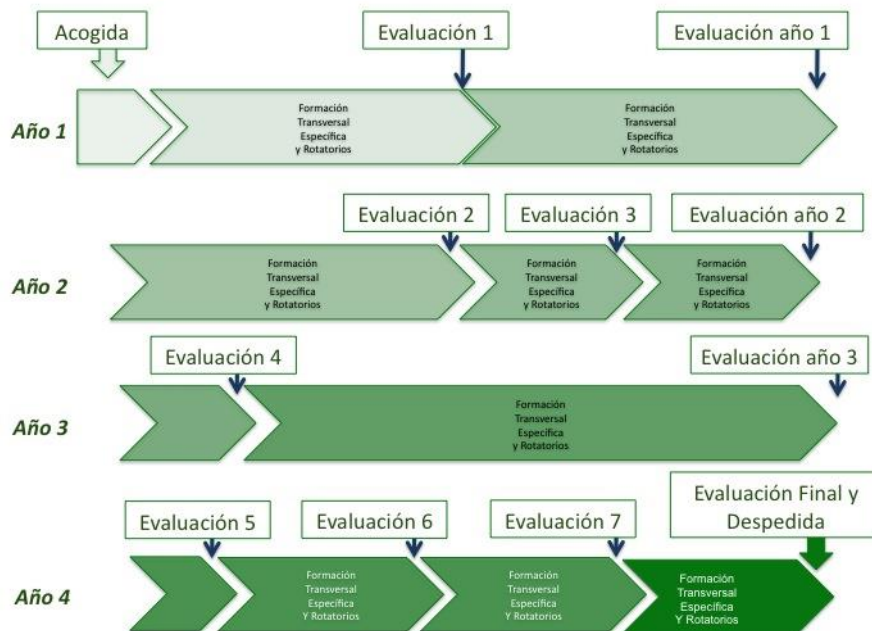 Acogida
Evaluación 1
Evaluación año 1
Año 1
Formación
Transversal
Específica
y Rotatorios
Formación
Transversal
Específica
y Rotatorios
Evaluación 2
Evaluación 3
Evaluación año 2
Año 2
Formación
Transversal
Específica
y Rotatorios
Formación
Transversal
Específica
y Rotatorios
Formación
Transversal
Específica
y Rotatorios
Evaluación 4
Evaluación año 3
Año 3
Formación
Transversal
Específica
y Rotatorios
Evaluación 5
Evaluación 6
Evaluación 7
Evaluación Final y
Despedida
Año 4
Formación
Transversal
Específica
Y Rotatorios
Formación
Transversal
Específica
Y Rotatorios
Formación
Transversal
Específica
Y Rotatorios